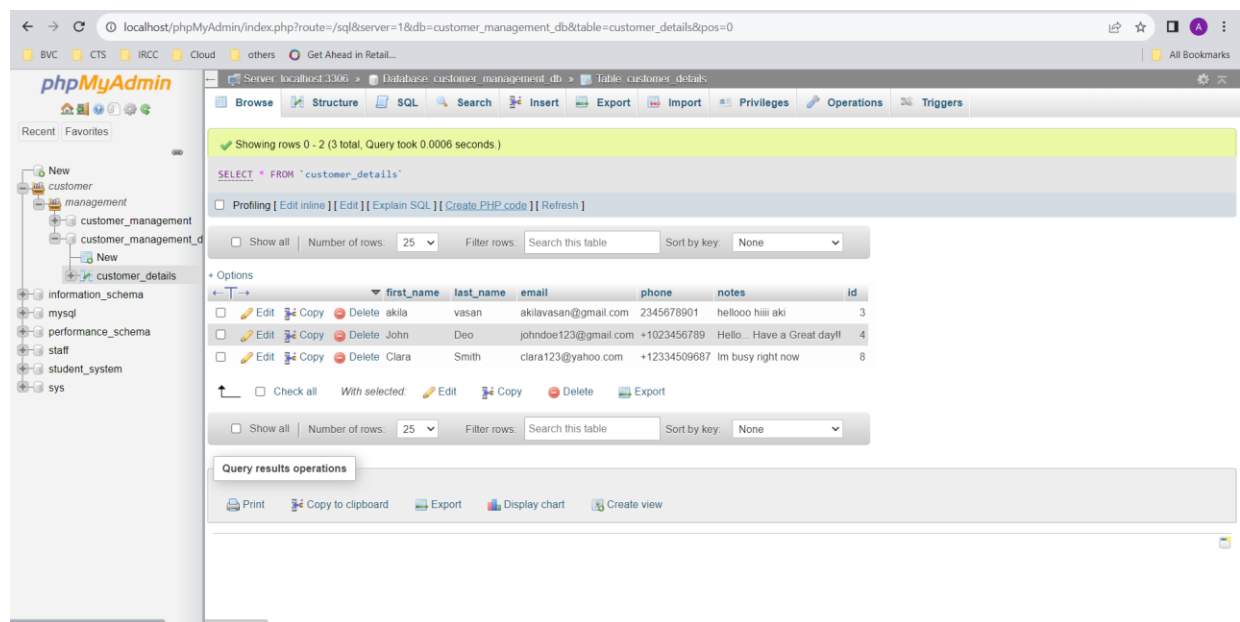 localhost/phpMyAdmin/index.php?route=/sql&server=1&db=customer_management_db&table=customer_details&pos=0 A
BVC CTS IRCC Cloud others Get Ahead in Retail... All Bookmarks
phpMyAdmin
Recent Favorites
New
customer
management
customer_management
customer_management_d
New
customer_details
information_schema
mysql
performance_schema
staff
student_system
sys
Server: localhost:3306 » Database: customer_management_db » Table: customer_details
Browse Structure SQL Search Insert Export Import Privileges Operations Triggers
Showing rows 0 - 2 (3 total, Query took 0.0006 seconds.)
SELECT * FROM `customer_details`
Profiling [ Edit inline ] [ Edit ] [ Explain SQL ] [ Create PHP code ] [ Refresh ]
Show all | Number of rows: 25 Filter rows: Search this table Sort by key: None
+ Options
←T→ first_name last_name email phone notes id
Edit Copy Delete akila vasan akilavasan@gmail.com 2345678901 hellooo hiiii aki 3
Edit Copy Delete John Deo johndoe123@gmail.com +1023456789 Hello... Have a Great day!! 4
Edit Copy Delete Clara Smith clara123@yahoo.com +12334509687 Im busy right now 8
Check all With selected: Edit Copy Delete Export
Show all | Number of rows: 25 Filter rows: Search this table Sort by key: None
Query results operations
Print Copy to clipboard Export Display chart Create view